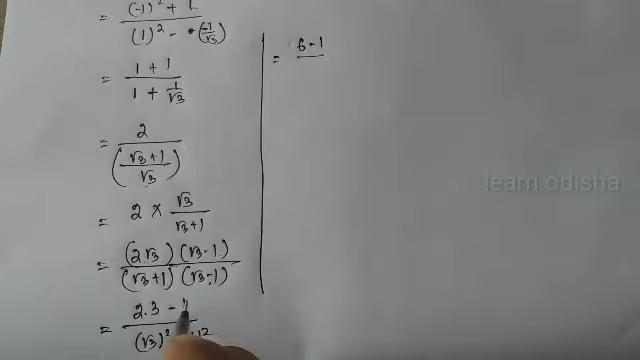 = (-1)² + 1 / (1)² - (-1/√3)
= 1 + 1 / 1 + 1/√3
= 2 / (√3+1 / √3)
= 2 × √3 / √3+1
= (2√3) (√3-1) / (√3+1) (√3-1)
= 2.3 - / (√3)²
= 6-1
learn odisha